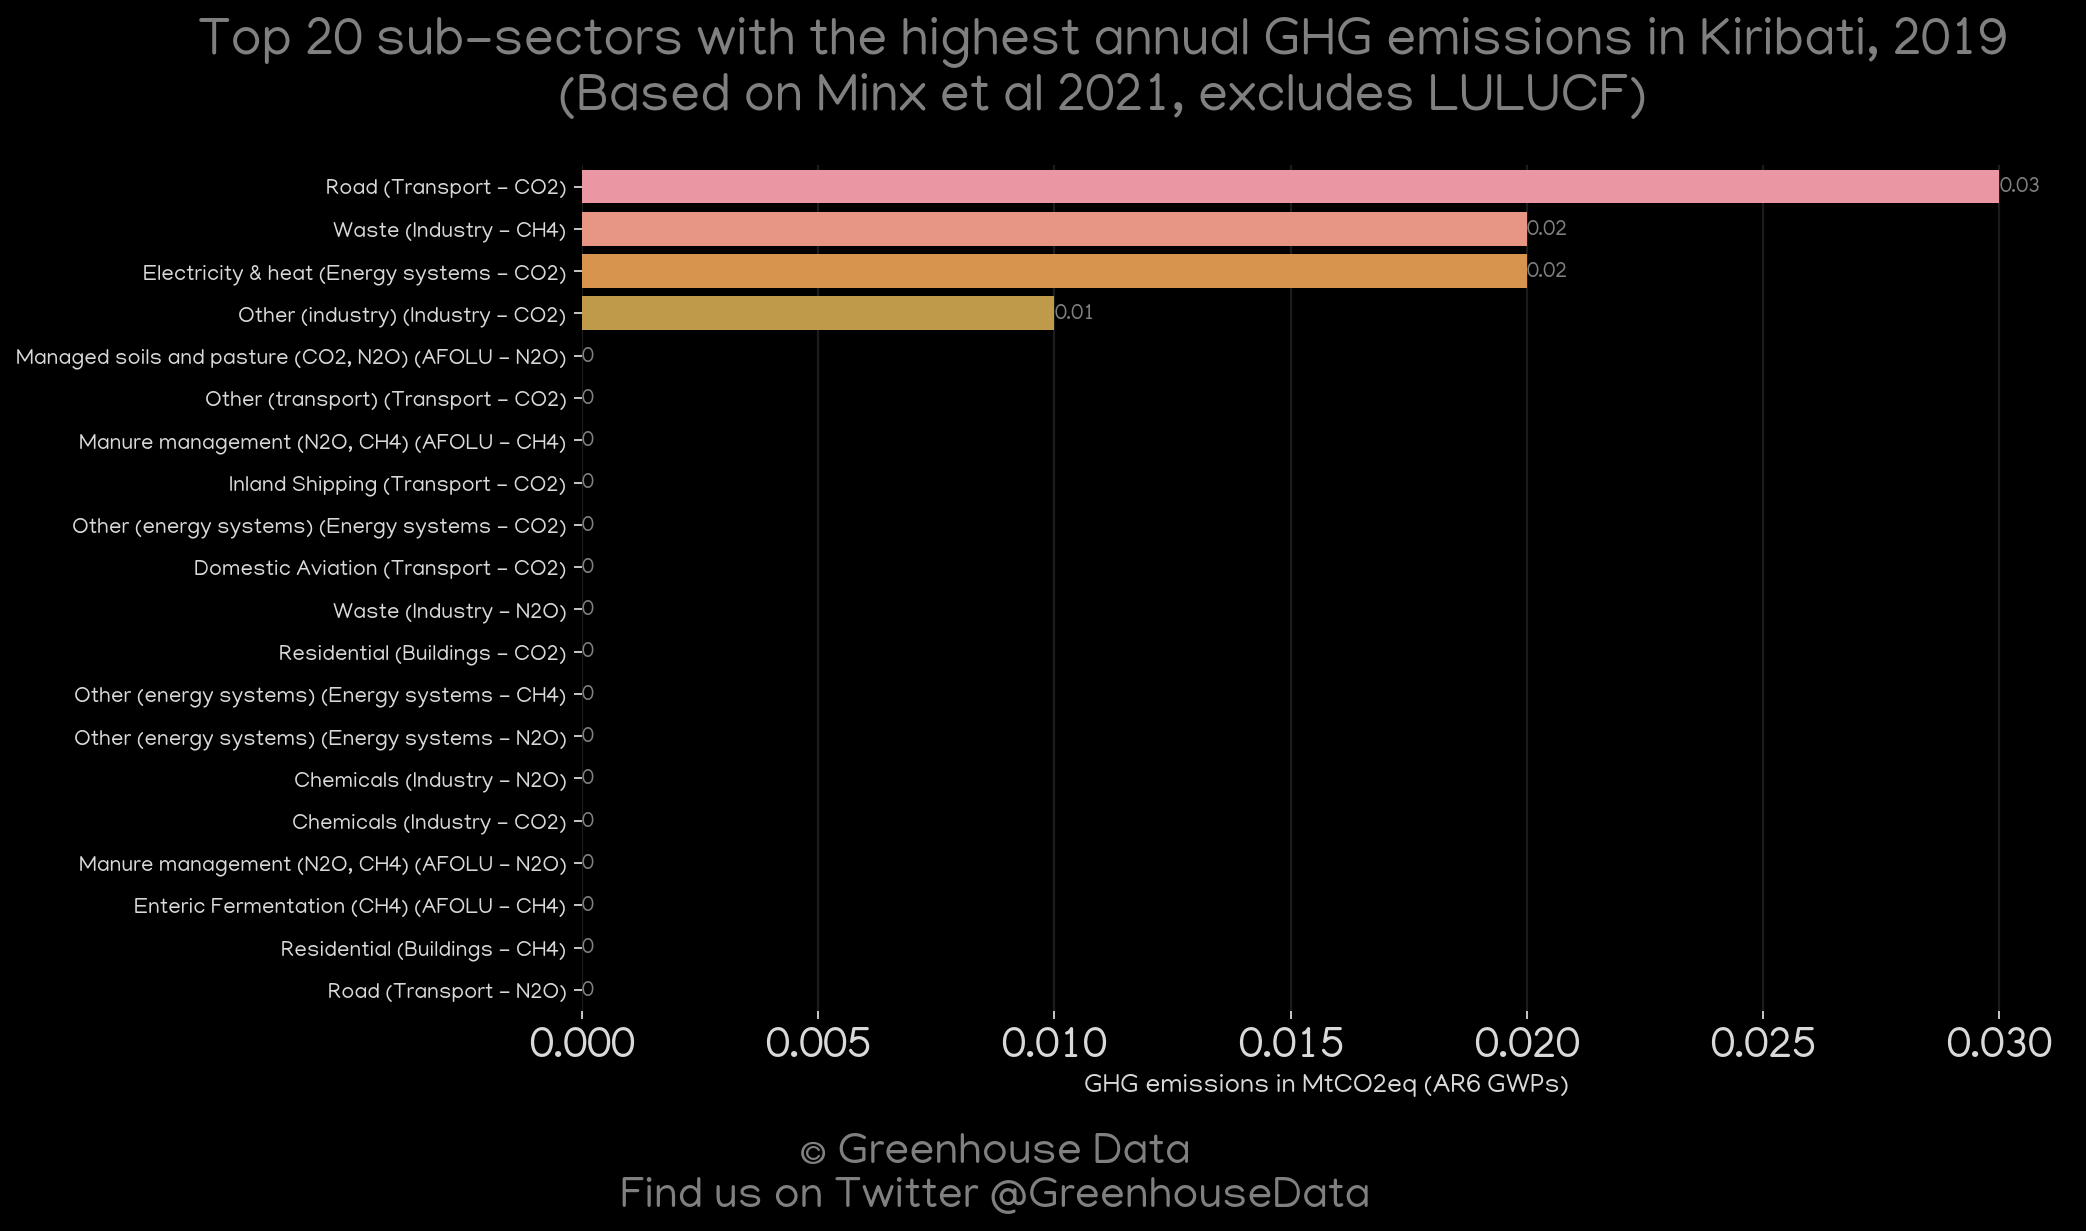 Top 20 sub-sectors with the highest annual GHG emissions in Kiribati, 2019
(Based on Minx et al 2021, excludes LULUCF)
Road (Transport - CO2) 0.03
Waste (Industry - CH4) 0.02
Electricity & heat (Energy systems - CO2) 0.02
Other (industry) (Industry - CO2) 0.01
Managed soils and pasture (CO2, N2O) (AFOLU - N2O) 0
Other (transport) (Transport - CO2) 0
Manure management (N2O, CH4) (AFOLU - CH4) 0
Inland Shipping (Transport - CO2) 0
Other (energy systems) (Energy systems - CO2) 0
Domestic Aviation (Transport - CO2) 0
Waste (Industry - N2O) 0
Residential (Buildings - CO2) 0
Other (energy systems) (Energy systems - CH4) 0
Other (energy systems) (Energy systems - N2O) 0
Chemicals (Industry - N2O) 0
Chemicals (Industry - CO2) 0
Manure management (N2O, CH4) (AFOLU - N2O) 0
Enteric Fermentation (CH4) (AFOLU - CH4) 0
Residential (Buildings - CH4) 0
Road (Transport - N2O) 0
0.000 0.005 0.010 0.015 0.020 0.025 0.030
GHG emissions in MtCO2eq (AR6 GWPs)
© Greenhouse Data
Find us on Twitter @GreenhouseData